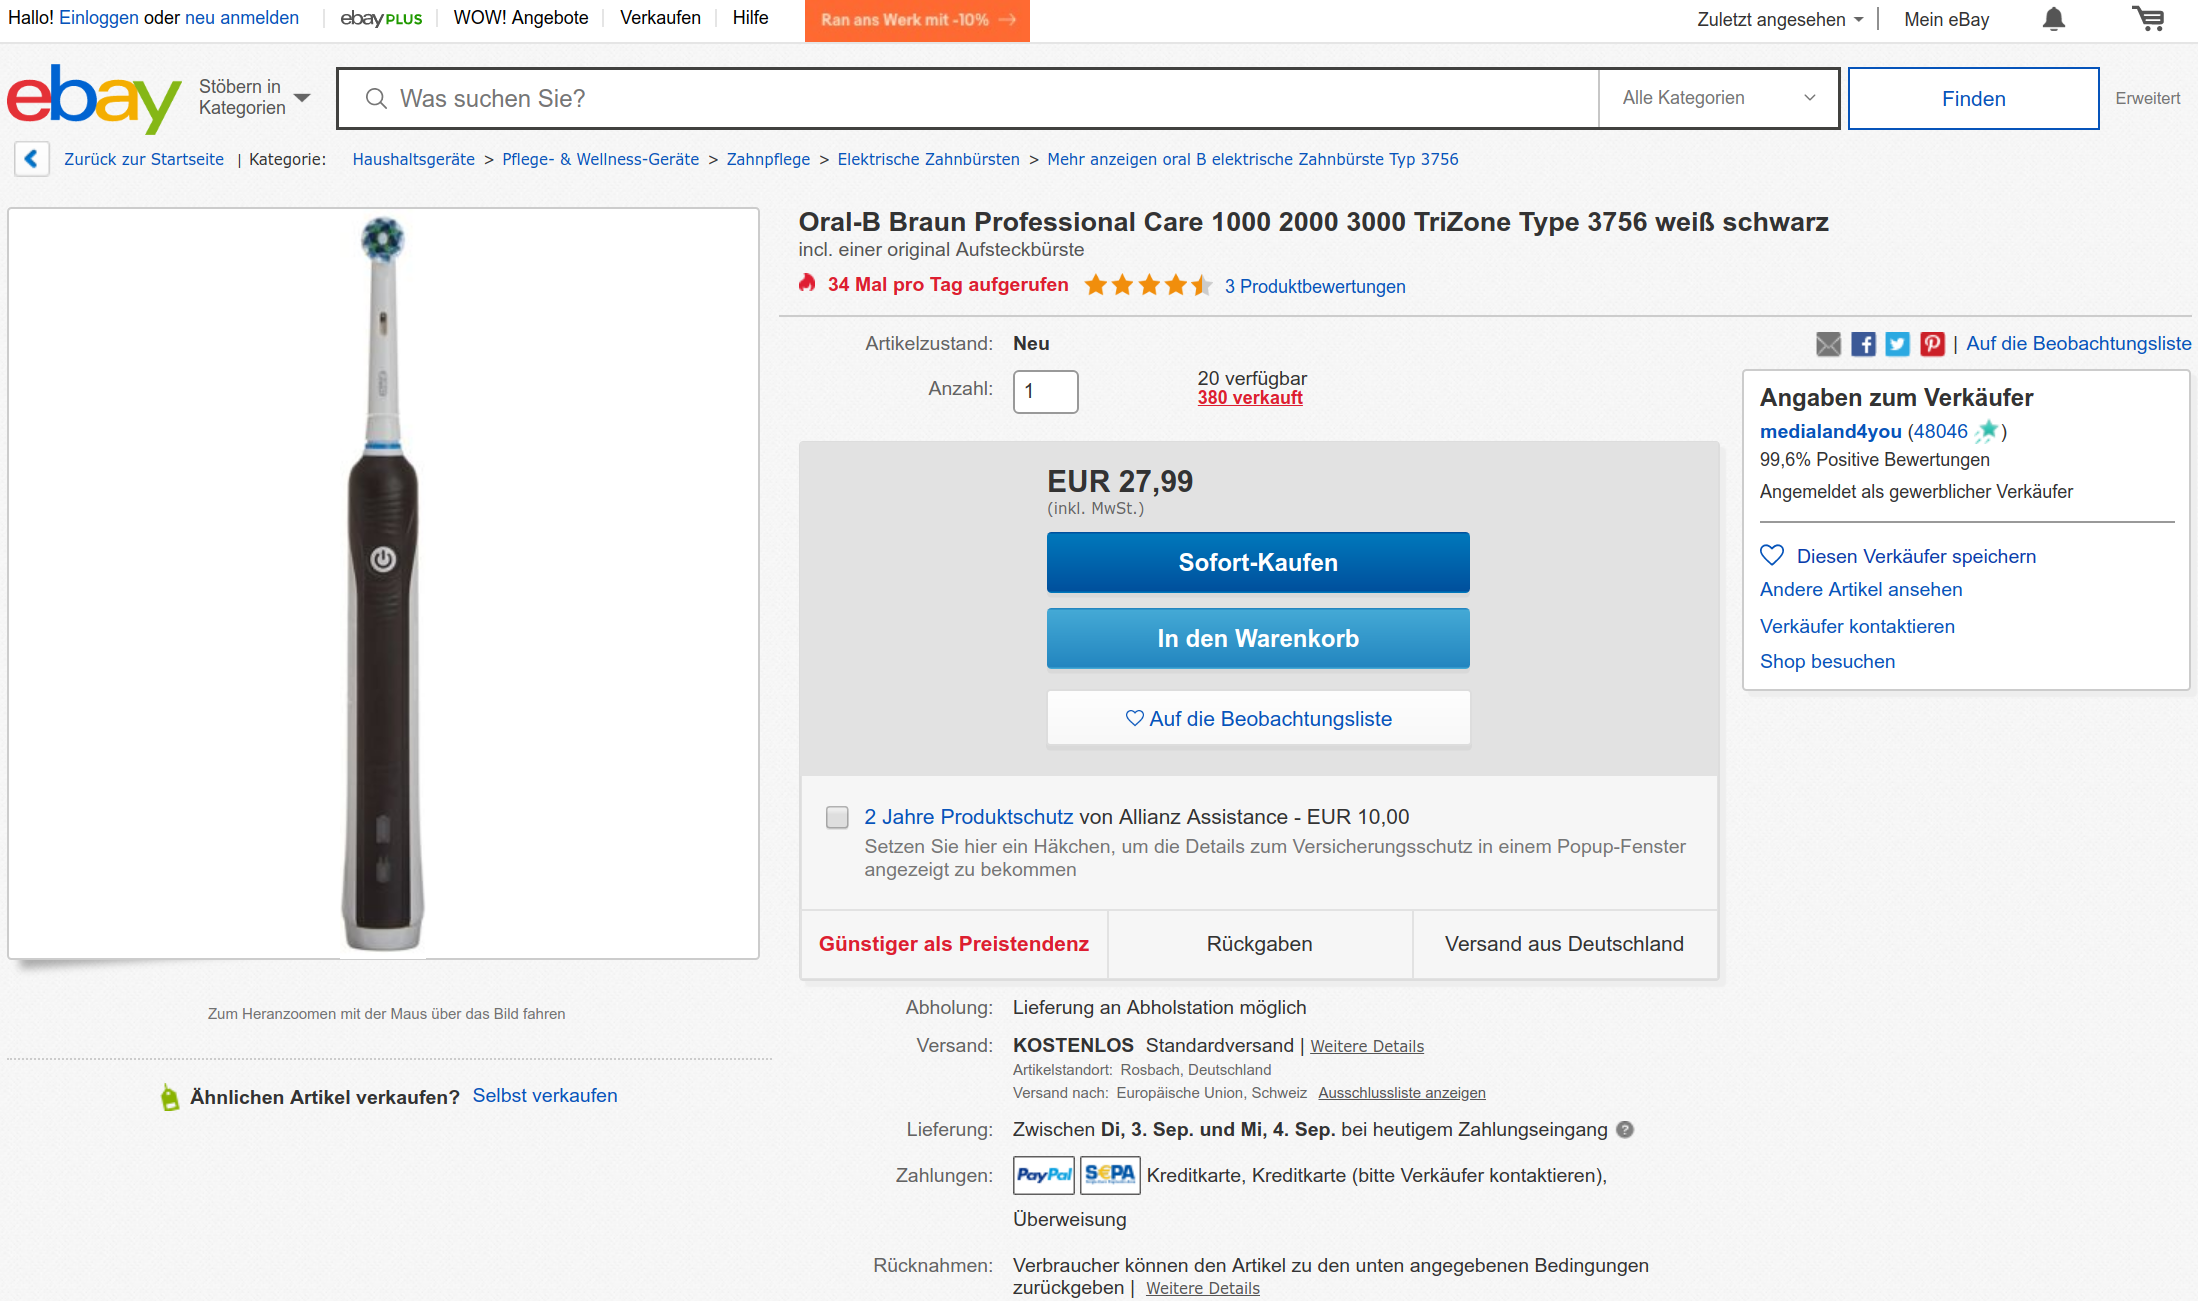 Hallo! Einloggen oder neu anmelden
ebay PLUS
WOW! Angebote
Verkaufen
Hilfe
Ran ans Werk mit -10% →
Zuletzt angesehen
Mein eBay
ebay
Stöbern in
Kategorien
Was suchen Sie?
Alle Kategorien
Finden
Erweitert
Zurück zur Startseite | Kategorie: Haushaltsgeräte > Pflege- & Wellness-Geräte > Zahnpflege > Elektrische Zahnbürsten > Mehr anzeigen oral B elektrische Zahnbürste Typ 3756
Oral-B Braun Professional Care 1000 2000 3000 TriZone Type 3756 weiß schwarz
incl. einer original Aufsteckbürste
34 Mal pro Tag aufgerufen
3 Produktbewertungen
Artikelzustand: Neu
| Auf die Beobachtungsliste
Anzahl: 1
20 verfügbar
380 verkauft
EUR 27,99
(inkl. MwSt.)
Sofort-Kaufen
In den Warenkorb
Auf die Beobachtungsliste
2 Jahre Produktschutz von Allianz Assistance - EUR 10,00
Setzen Sie hier ein Häkchen, um die Details zum Versicherungsschutz in einem Popup-Fenster
angezeigt zu bekommen
Günstiger als Preistendenz
Rückgaben
Versand aus Deutschland
Angaben zum Verkäufer
medialand4you (48046 )
99,6% Positive Bewertungen
Angemeldet als gewerblicher Verkäufer
Diesen Verkäufer speichern
Andere Artikel ansehen
Verkäufer kontaktieren
Shop besuchen
Zum Heranzoomen mit der Maus über das Bild fahren
Ähnlichen Artikel verkaufen? Selbst verkaufen
Abholung: Lieferung an Abholstation möglich
Versand: KOSTENLOS Standardversand | Weitere Details
Artikelstandort: Rosbach, Deutschland
Versand nach: Europäische Union, Schweiz Ausschlussliste anzeigen
Lieferung: Zwischen Di, 3. Sep. und Mi, 4. Sep. bei heutigem Zahlungseingang ?
Zahlungen: PayPal S€PA Kreditkarte, Kreditkarte (bitte Verkäufer kontaktieren),
Überweisung
Rücknahmen: Verbraucher können den Artikel zu den unten angegebenen Bedingungen
zurückgeben | Weitere Details